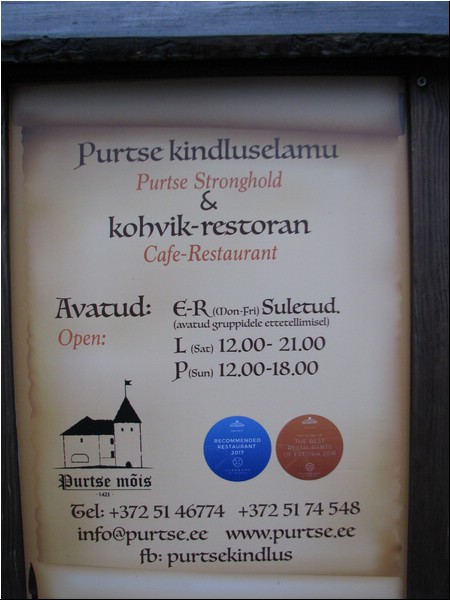 Purtse kindluselamu
Purtse Stronghold
&
kohvik-restoran
Cafe-Restaurant
Avatud: E-R (Mon-Fri) Suletud.
(avatud gruppidele ettetellimisel)
Open:
L (Sat) 12.00- 21.00
P(Sun) 12.00-18.00
RECOMMENDED
RESTAURANT
2017
THE BEST
RESTAURANTS
IN ESTONIA 2016
Purtse mõis
· 1421 ·
Tel: +372 51 46774 +372 51 74 548
info@purtse.ee www.purtse.ee
fb: purtsekindlus